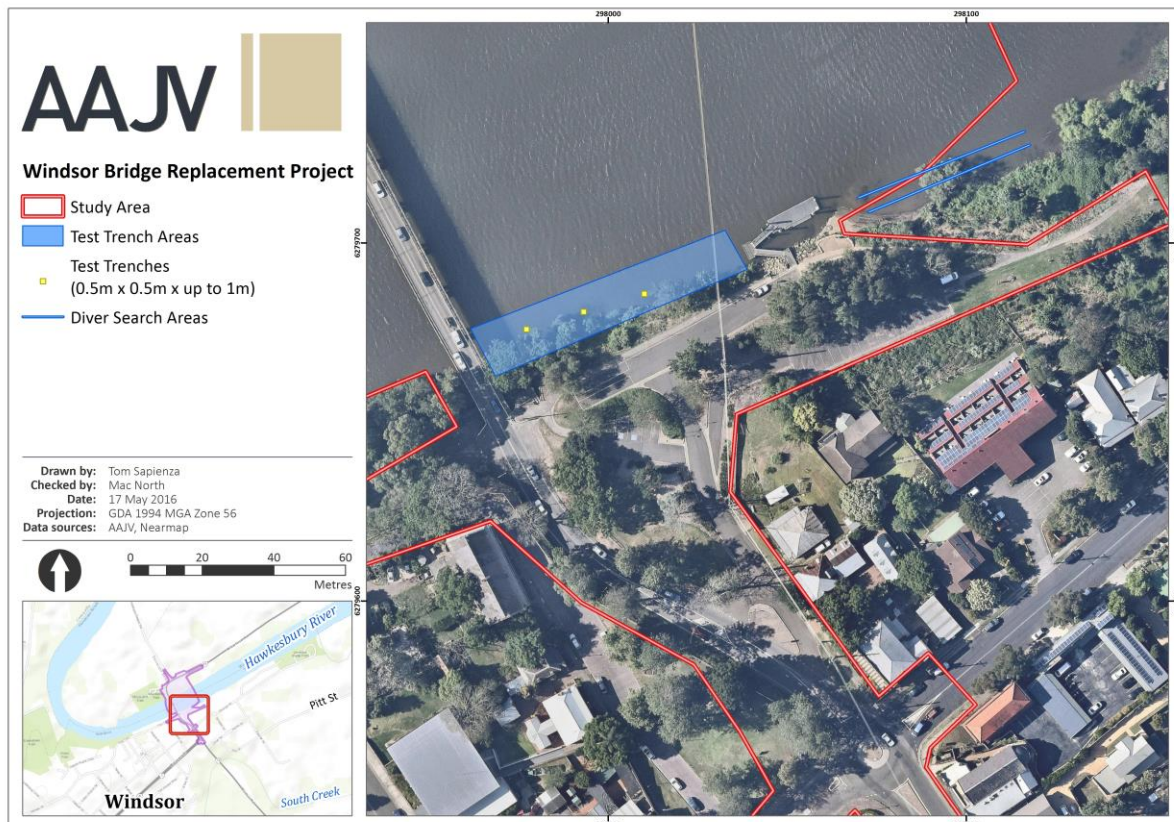 AAJV
Windsor Bridge Replacement Project
Study Area
Test Trench Areas
Test Trenches
(0.5m x 0.5m x up to 1m)
Diver Search Areas
Drawn by: Tom Sapienza
Checked by: Mac North
Date: 17 May 2016
Projection: GDA 1994 MGA Zone 56
Data sources: AAJV, Nearmap
0 20 40 60
Metres
Hawkesbury River
Pitt St
Windsor
South Creek
298000 298100
6279700
6279600